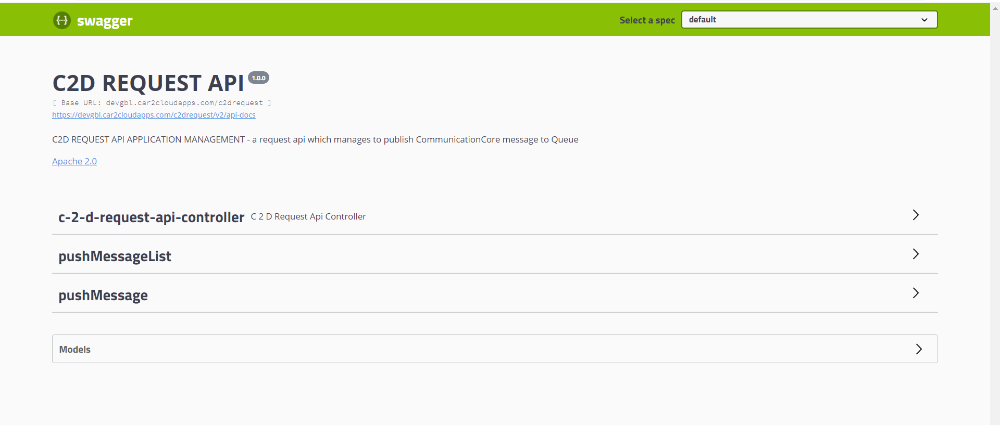 swagger
Select a spec
default
C2D REQUEST API 1.0.0
[ Base URL: devgbl.car2cloudapps.com/c2drequest ]
https://devgbl.car2cloudapps.com/c2drequest/v2/api-docs
C2D REQUEST API APPLICATION MANAGEMENT - a request api which manages to publish CommunicationCore message to Queue
Apache 2.0
c-2-d-request-api-controller C 2 D Request Api Controller
pushMessageList
pushMessage
Models